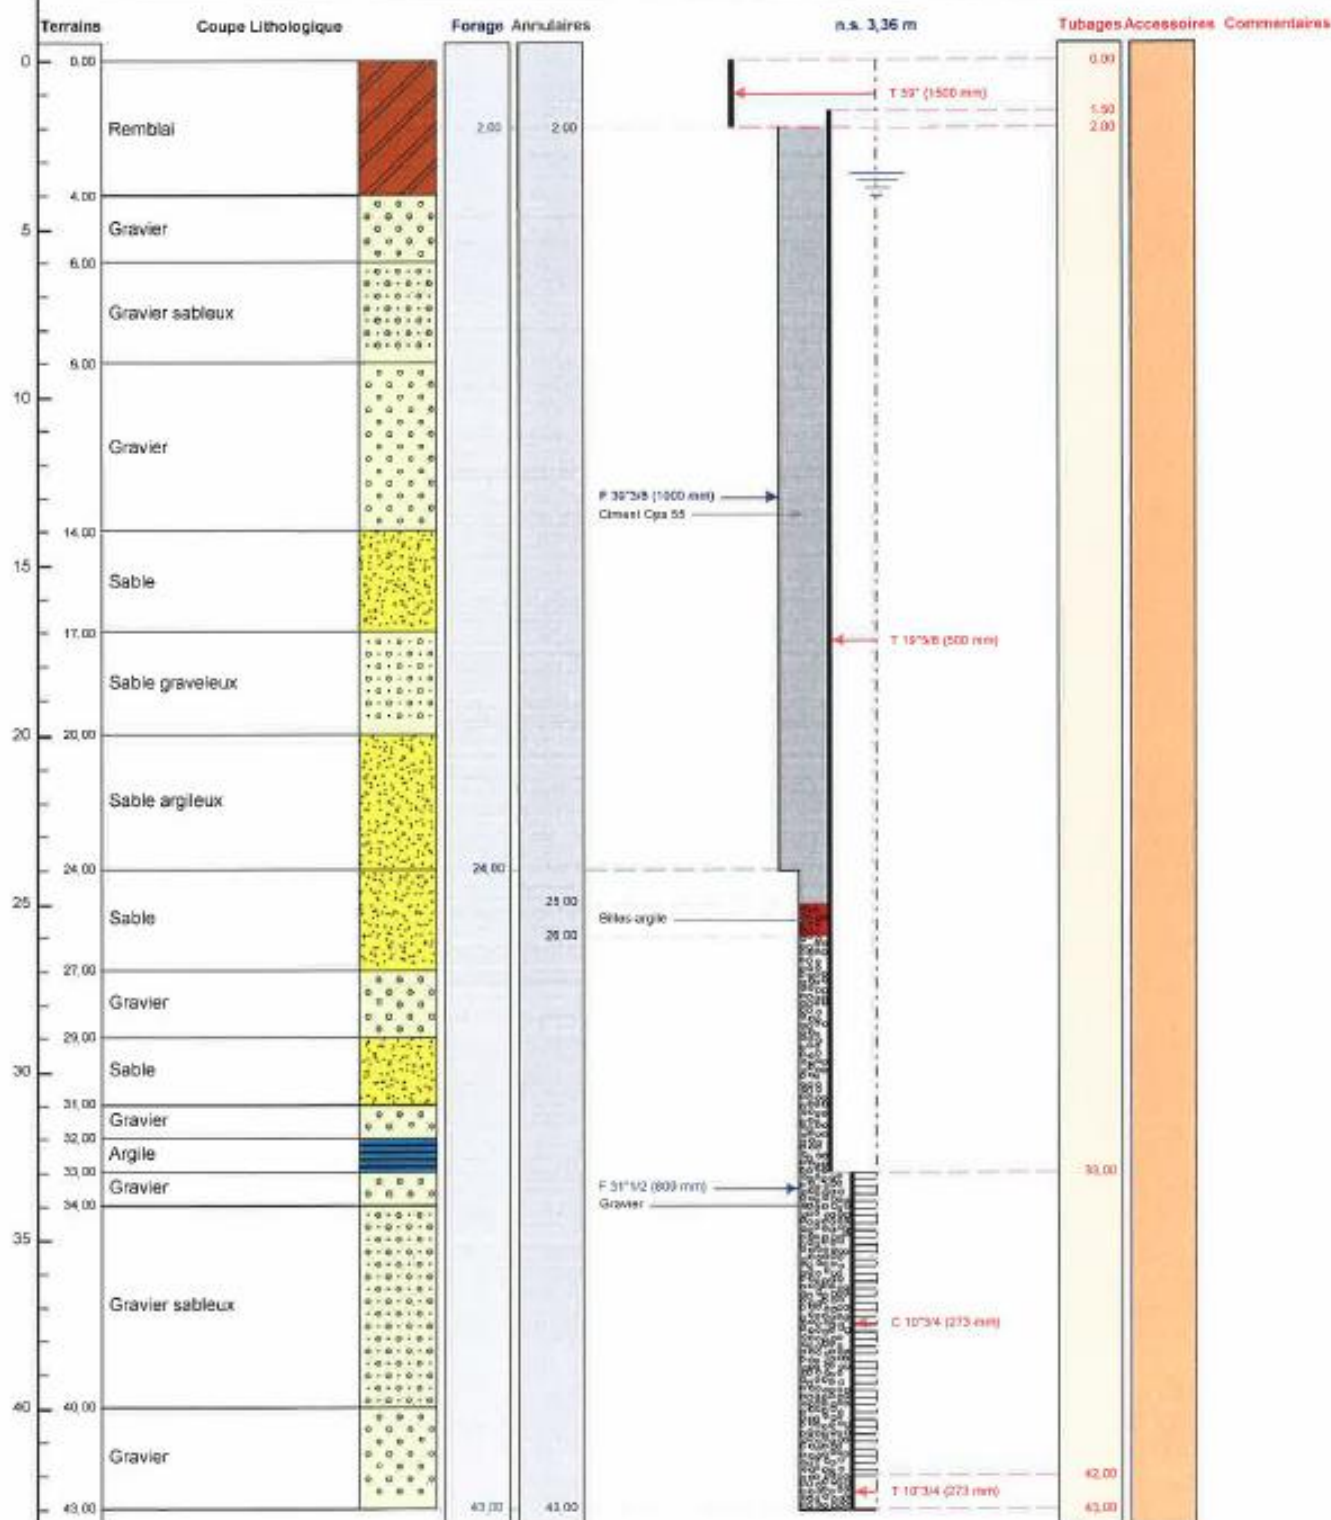 Terrains Coupe Lithologique Forage Annulaires n.s. 3,36 m Tubages Accessoires Commentaires
0 0,00 0,00
T 59" (1500 mm)
1,50
Remblai 2,00 2,00 2,00
4,00
5 Gravier
6,00
Gravier sableux
9,00
10
Gravier
F 39"3/8 (1000 mm)
Ciment Cpa 55
14,00
15 Sable
17,00
T 19"5/8 (500 mm)
Sable graveleux
20 20,00
Sable argileux
24,00 24,00
25 25,00
Sable Billes argile
26,00
27,00
Gravier
29,00
30 Sable
31,00
Gravier
32,00
Argile
33,00 33,00
Gravier F 31"1/2 (800 mm)
34,00 Gravier
35
Gravier sableux
C 10"3/4 (273 mm)
40 40,00
Gravier
42,00
T 10"3/4 (273 mm)
43,00 43,00 43,00 43,00